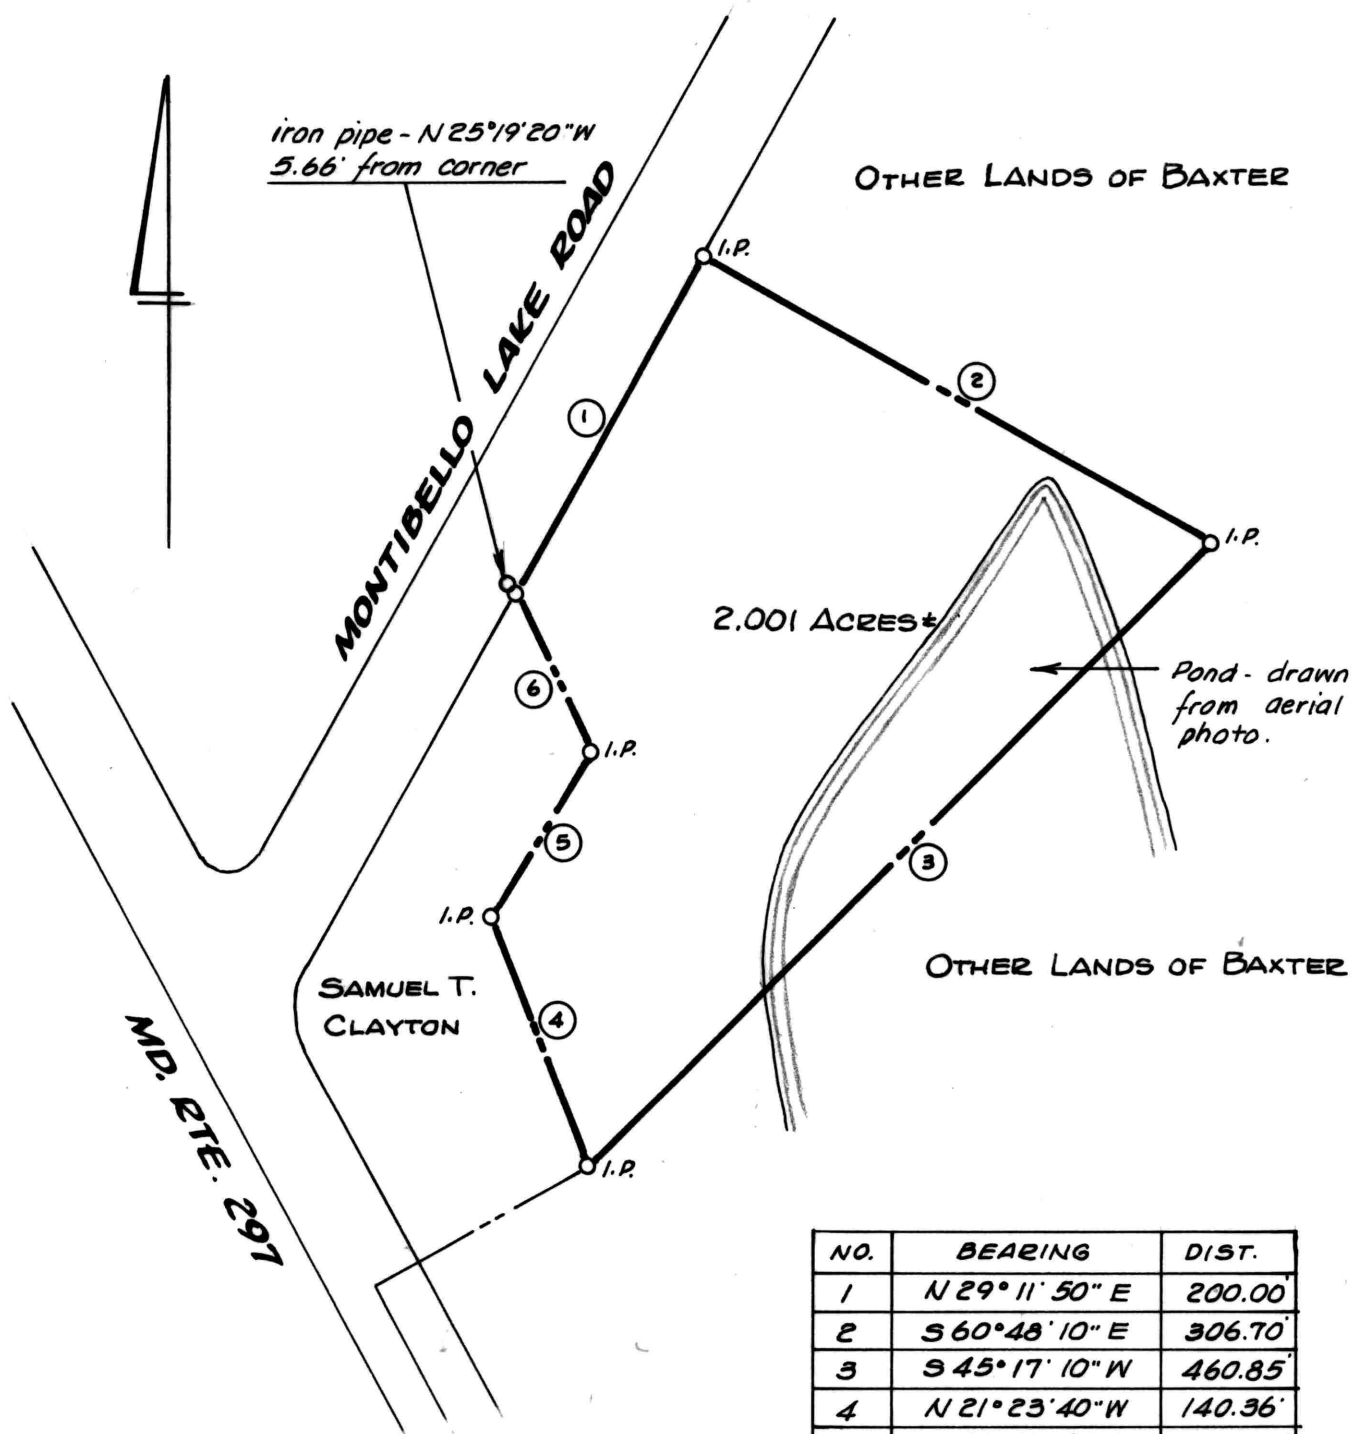 iron pipe - N 25°19'20"W
5.66' from corner
OTHER LANDS OF BAXTER
MONTIBELLO LAKE ROAD
I.P.
1
2
I.P.
2.001 ACRES±
Pond - drawn
from aerial
photo.
6
I.P.
5
3
I.P.
OTHER LANDS OF BAXTER
SAMUEL T.
CLAYTON
4
MD. RTE. 297
I.P.
NO. BEARING DIST.
1 N 29° 11' 50" E 200.00'
2 S 60° 48' 10" E 306.70'
3 S 45° 17' 10" W 460.85'
4 N 21° 23' 40" W 140.36'